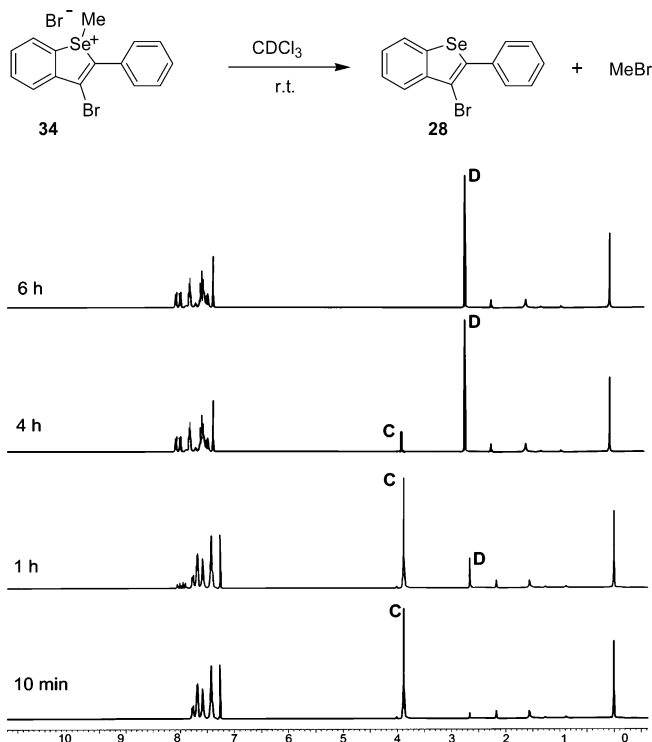 Br⁻ Me
Se+
Br
34
CDCl3
r.t.
Se
Br
28
+ MeBr
D
6 h
D
4 h
C
C
1 h
D
C
10 min
10 9 8 7 6 5 4 3 2 1 0